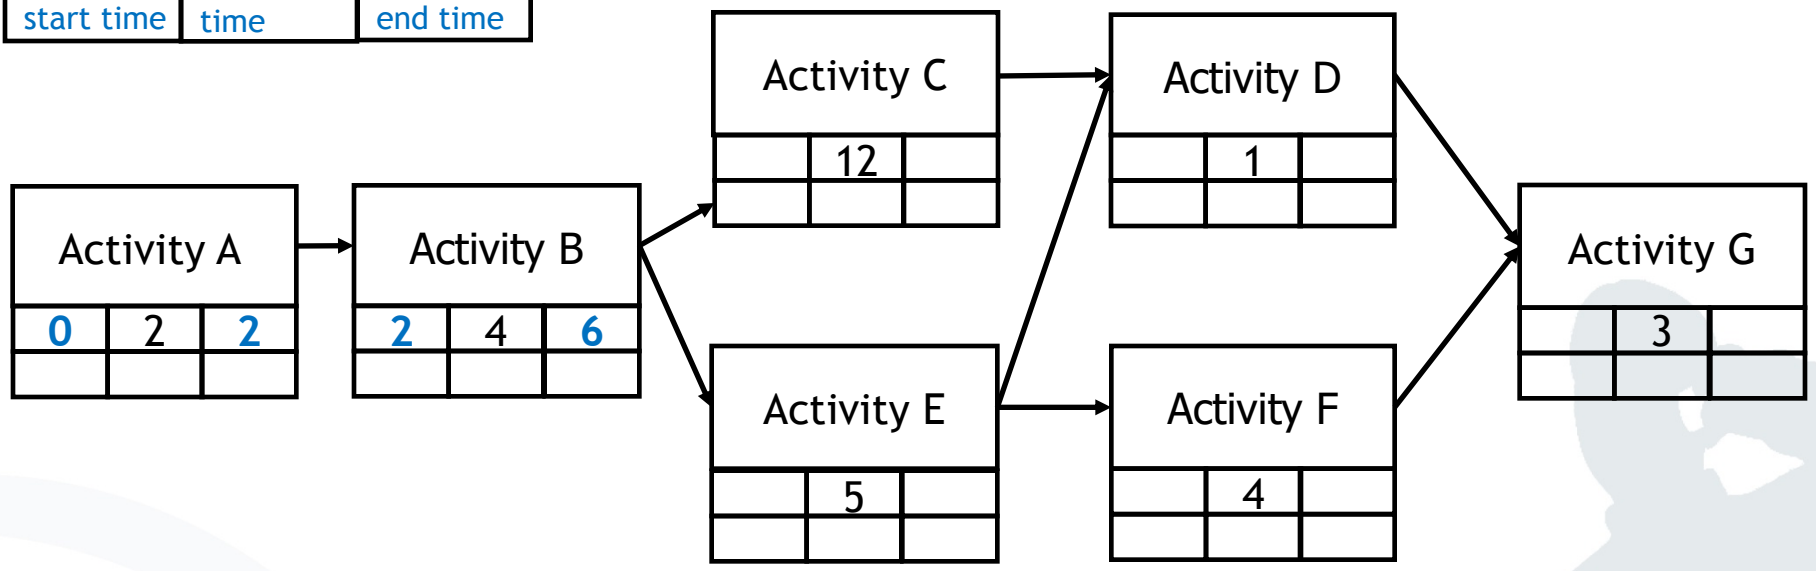 start time time end time
Activity C
12
Activity D
1
Activity A
0 2 2
Activity B
2 4 6
Activity G
3
Activity E
5
Activity F
4